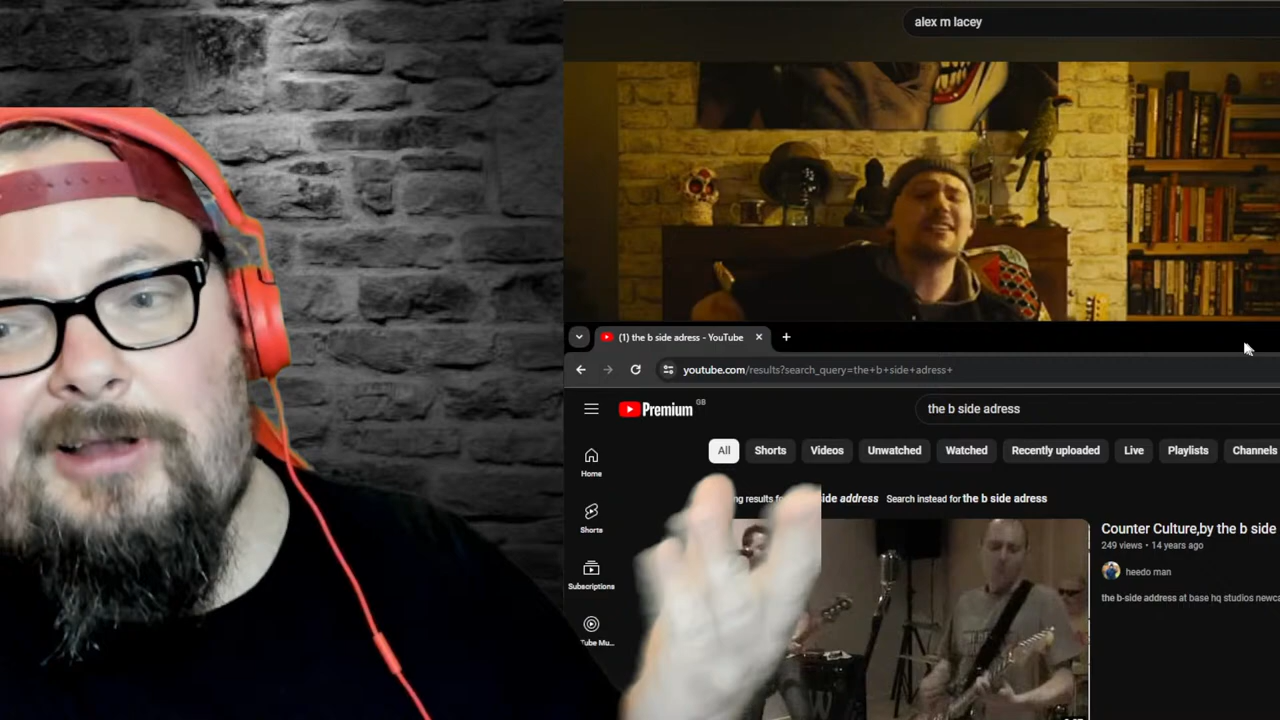 alex m lacey
(1) the b side adress - YouTube
youtube.com/results?search_query=the+b+side+adress+
Premium GB
the b side adress
All Shorts Videos Unwatched Watched Recently uploaded Live Playlists Channels
Home
side address Search instead for the b side adress
Shorts
Counter Culture,by the b side
249 views • 14 years ago
heedo man
Subscriptions
the b-side address at base hq studios newca
Tube Mu...